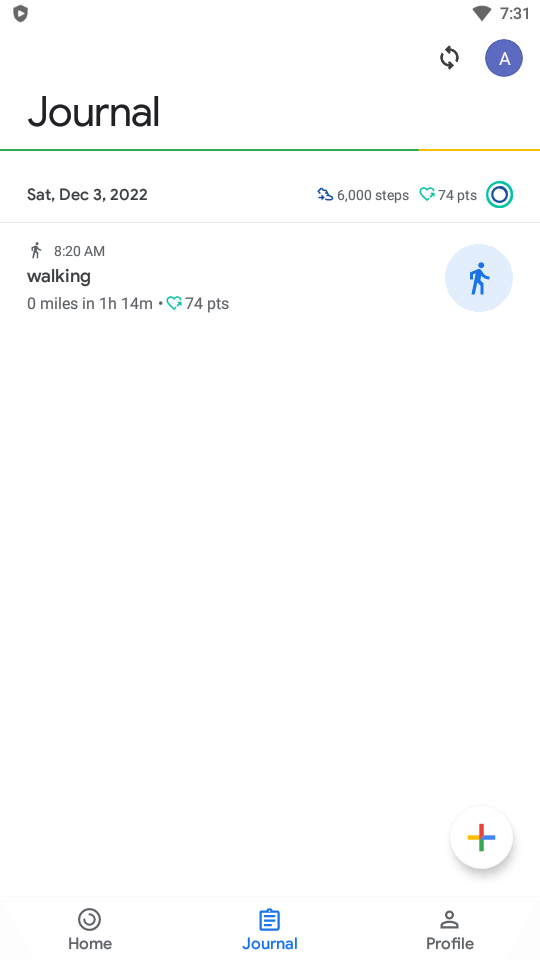 7:31
A
Journal
Sat, Dec 3, 2022 6,000 steps 74 pts
8:20 AM
walking
0 miles in 1h 14m • 74 pts
Home Journal Profile